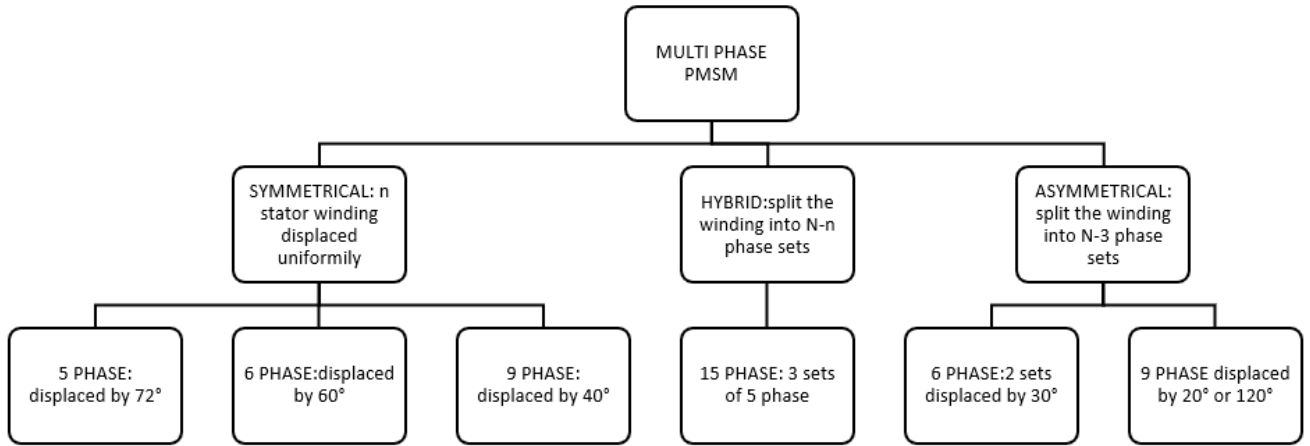 MULTI PHASE
PMSM
SYMMETRICAL: n
stator winding
displaced
uniformily
HYBRID:split the
winding into N-n
phase sets
ASYMMETRICAL:
split the winding
into N-3 phase
sets
5 PHASE:
displaced by 72°
6 PHASE:displaced
by 60°
9 PHASE:
displaced by 40°
15 PHASE: 3 sets
of 5 phase
6 PHASE:2 sets
displaced by 30°
9 PHASE displaced
by 20° or 120°